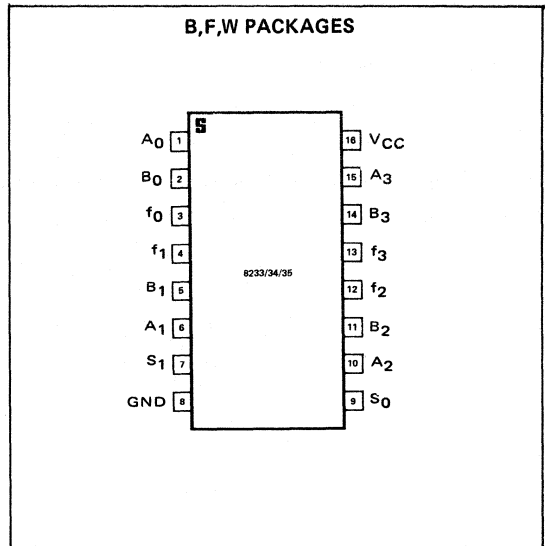 B,F,W PACKAGES
A0 1
B0 2
f0 3
f1 4
B1 5
A1 6
S1 7
GND 8
8233/34/35
16 VCC
15 A3
14 B3
13 f3
12 f2
11 B2
10 A2
9 S0